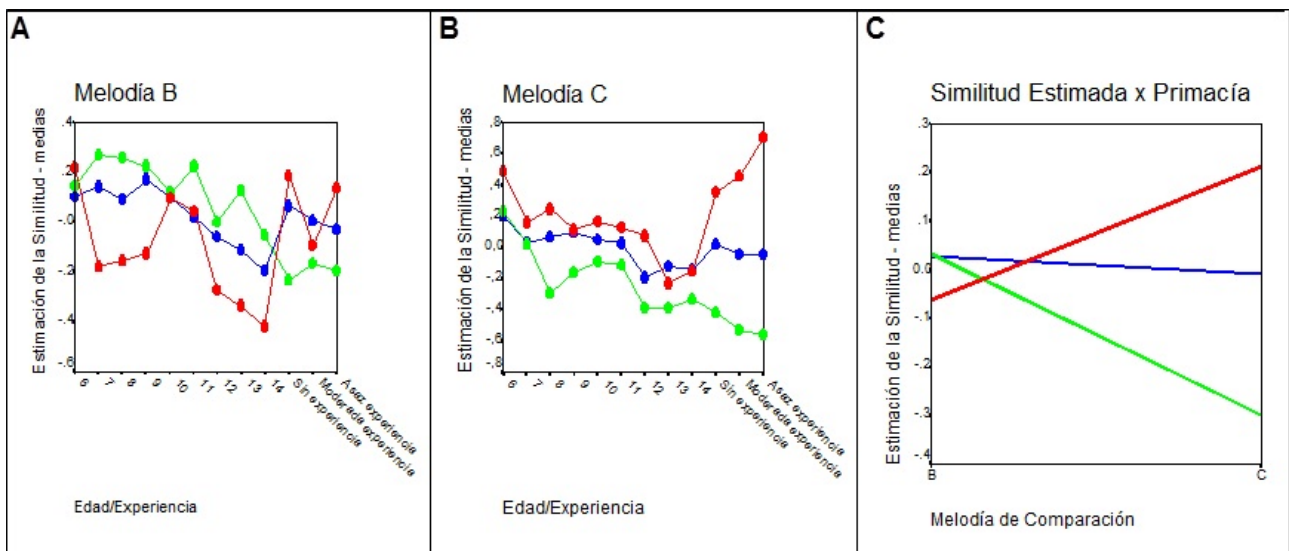 A
Melodía B
Estimación de la Similitud - medias
,4
,2
-,0
-,2
-,4
-,6
6
7
8
9
10
11
12
13
14
Sin experiencia
Moderada experiencia
Asaz experiencia
Edad/Experiencia
B
Melodía C
Estimación de la Similitud - medias
,8
,6
,4
,2
0,0
-,2
-,4
-,6
-,8
6
7
8
9
10
11
12
13
14
Sin experiencia
Moderada experiencia
Asaz experiencia
Edad/Experiencia
C
Similitud Estimada x Primacía
Estimación de la Similitud - medias
,3
,2
,1
0,0
-,1
-,2
-,3
-,4
B
C
Melodía de Comparación